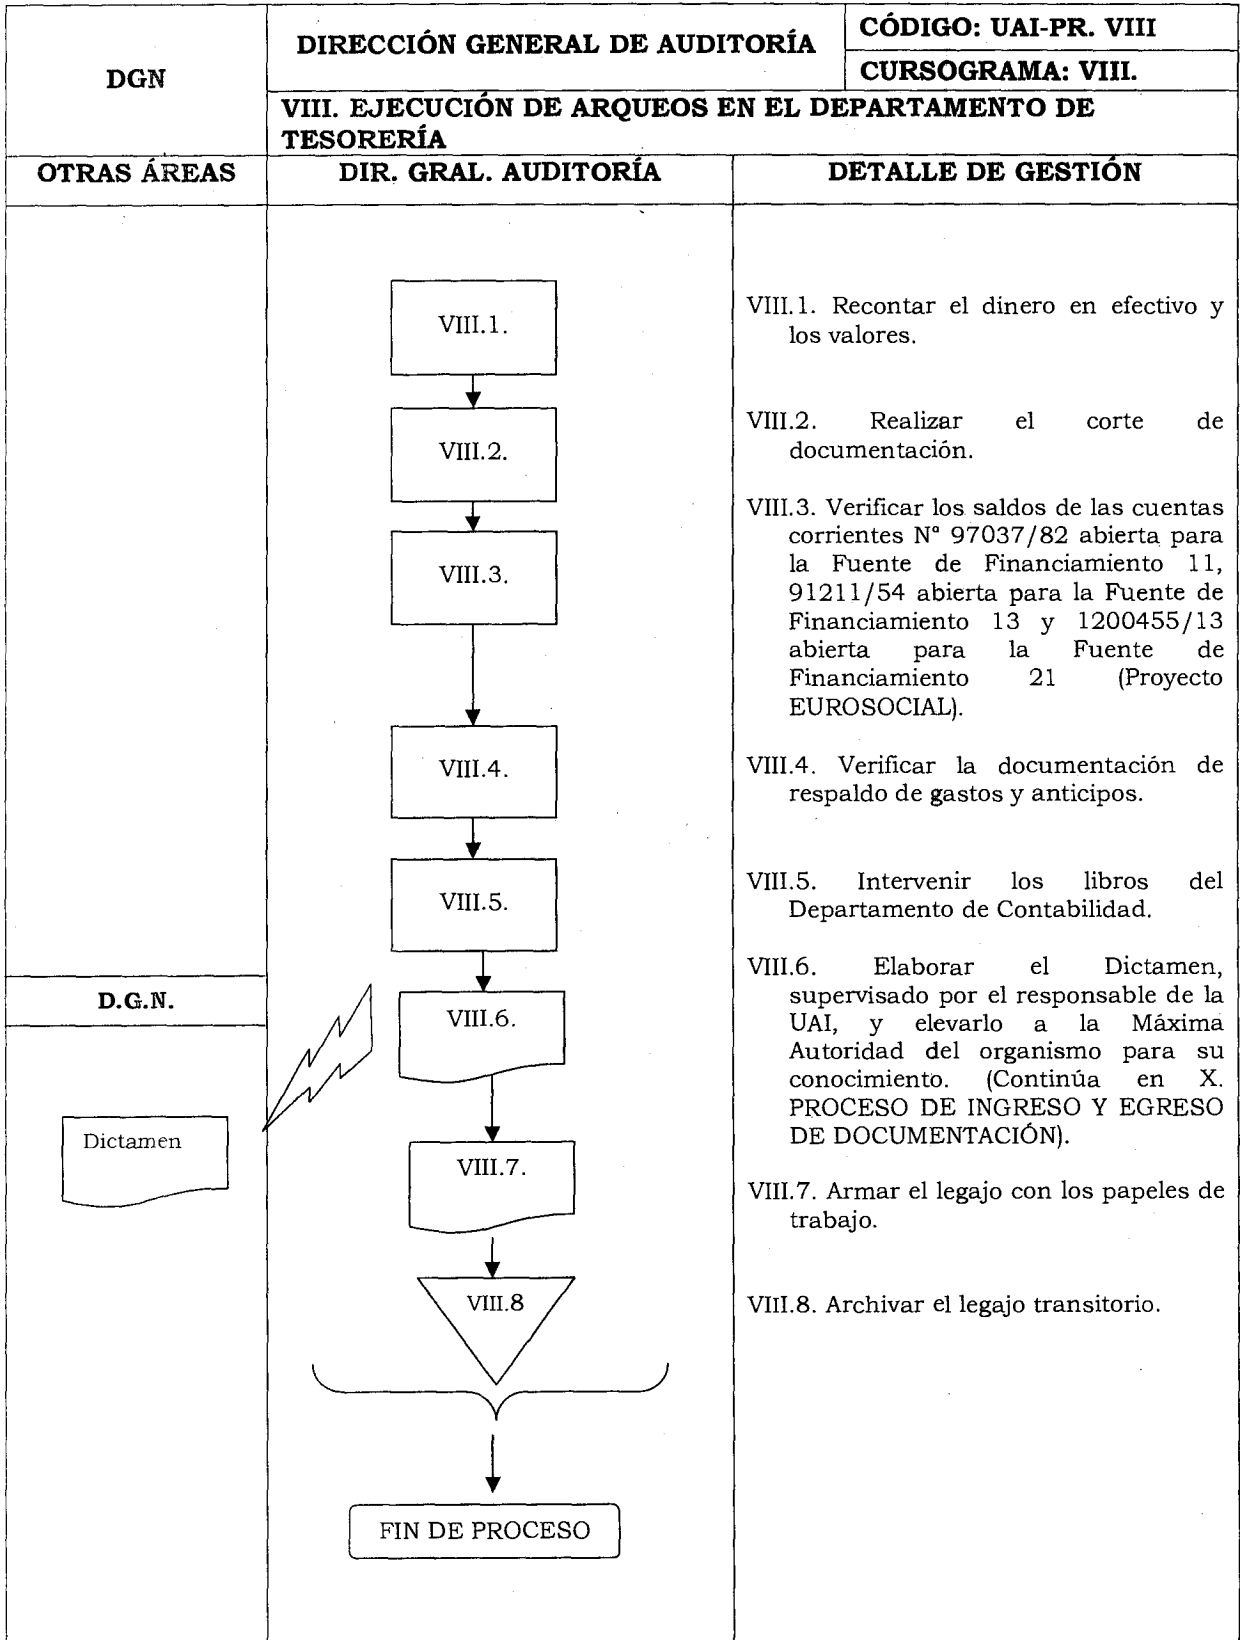 DGN
DIRECCIÓN GENERAL DE AUDITORÍA
CÓDIGO: UAI-PR. VIII
CURSOGRAMA: VIII.
VIII. EJECUCIÓN DE ARQUEOS EN EL DEPARTAMENTO DE
TESORERÍA
OTRAS ÁREAS
DIR. GRAL. AUDITORÍA
DETALLE DE GESTIÓN
VIII.1.
VIII.1. Recontar el dinero en efectivo y
los valores.
VIII.2.
VIII.2. Realizar el corte de
documentación.
VIII.3.
VIII.3. Verificar los saldos de las cuentas
corrientes Nº 97037/82 abierta para
la Fuente de Financiamiento 11,
91211/54 abierta para la Fuente de
Financiamiento 13 y 1200455/13
abierta para la Fuente de
Financiamiento 21 (Proyecto
EUROSOCIAL).
VIII.4.
VIII.4. Verificar la documentación de
respaldo de gastos y anticipos.
VIII.5.
VIII.5. Intervenir los libros del
Departamento de Contabilidad.
D.G.N.
VIII.6.
VIII.6. Elaborar el Dictamen,
supervisado por el responsable de la
UAI, y elevarlo a la Máxima
Autoridad del organismo para su
conocimiento. (Continúa en X.
PROCESO DE INGRESO Y EGRESO
DE DOCUMENTACIÓN).
Dictamen
VIII.7.
VIII.7. Armar el legajo con los papeles de
trabajo.
VIII.8
VIII.8. Archivar el legajo transitorio.
FIN DE PROCESO